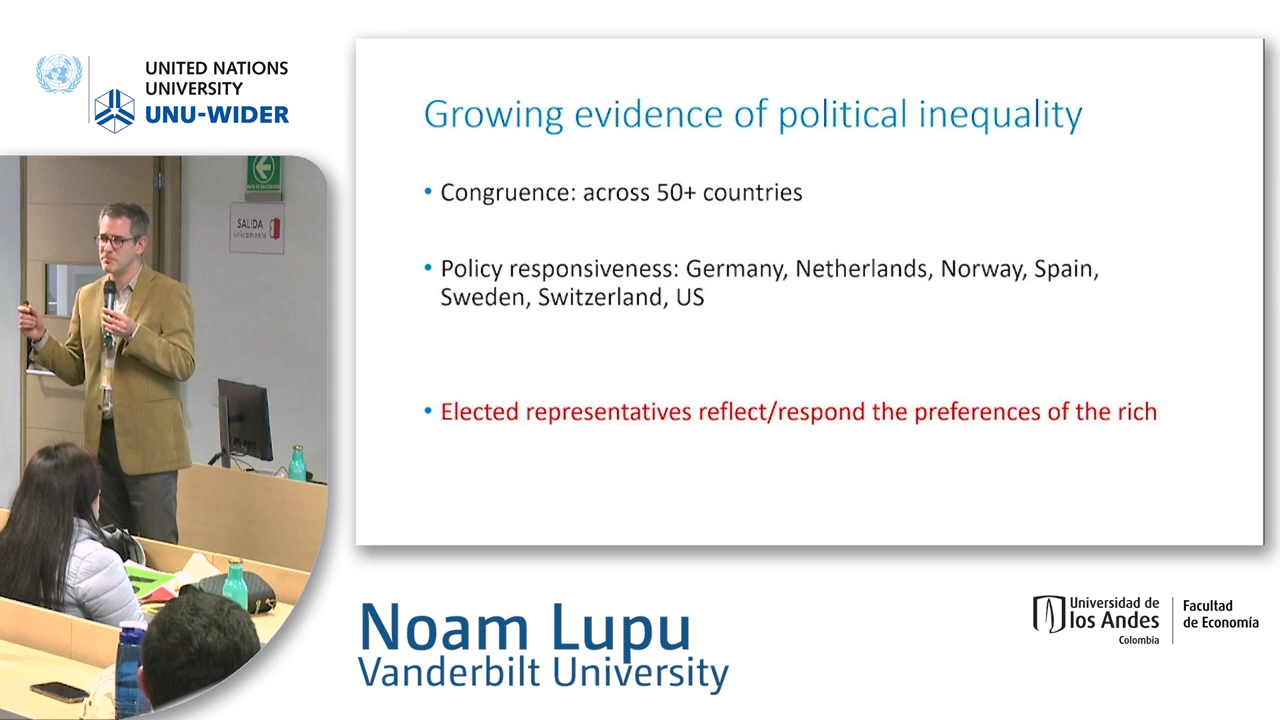 UNITED NATIONS
UNIVERSITY
UNU-WIDER
SALIDA
únicamente
Growing evidence of political inequality
• Congruence: across 50+ countries
• Policy responsiveness: Germany, Netherlands, Norway, Spain,
Sweden, Switzerland, US
• Elected representatives reflect/respond the preferences of the rich
Noam Lupu
Vanderbilt University
Universidad de
los Andes
Colombia
Facultad
de Economía